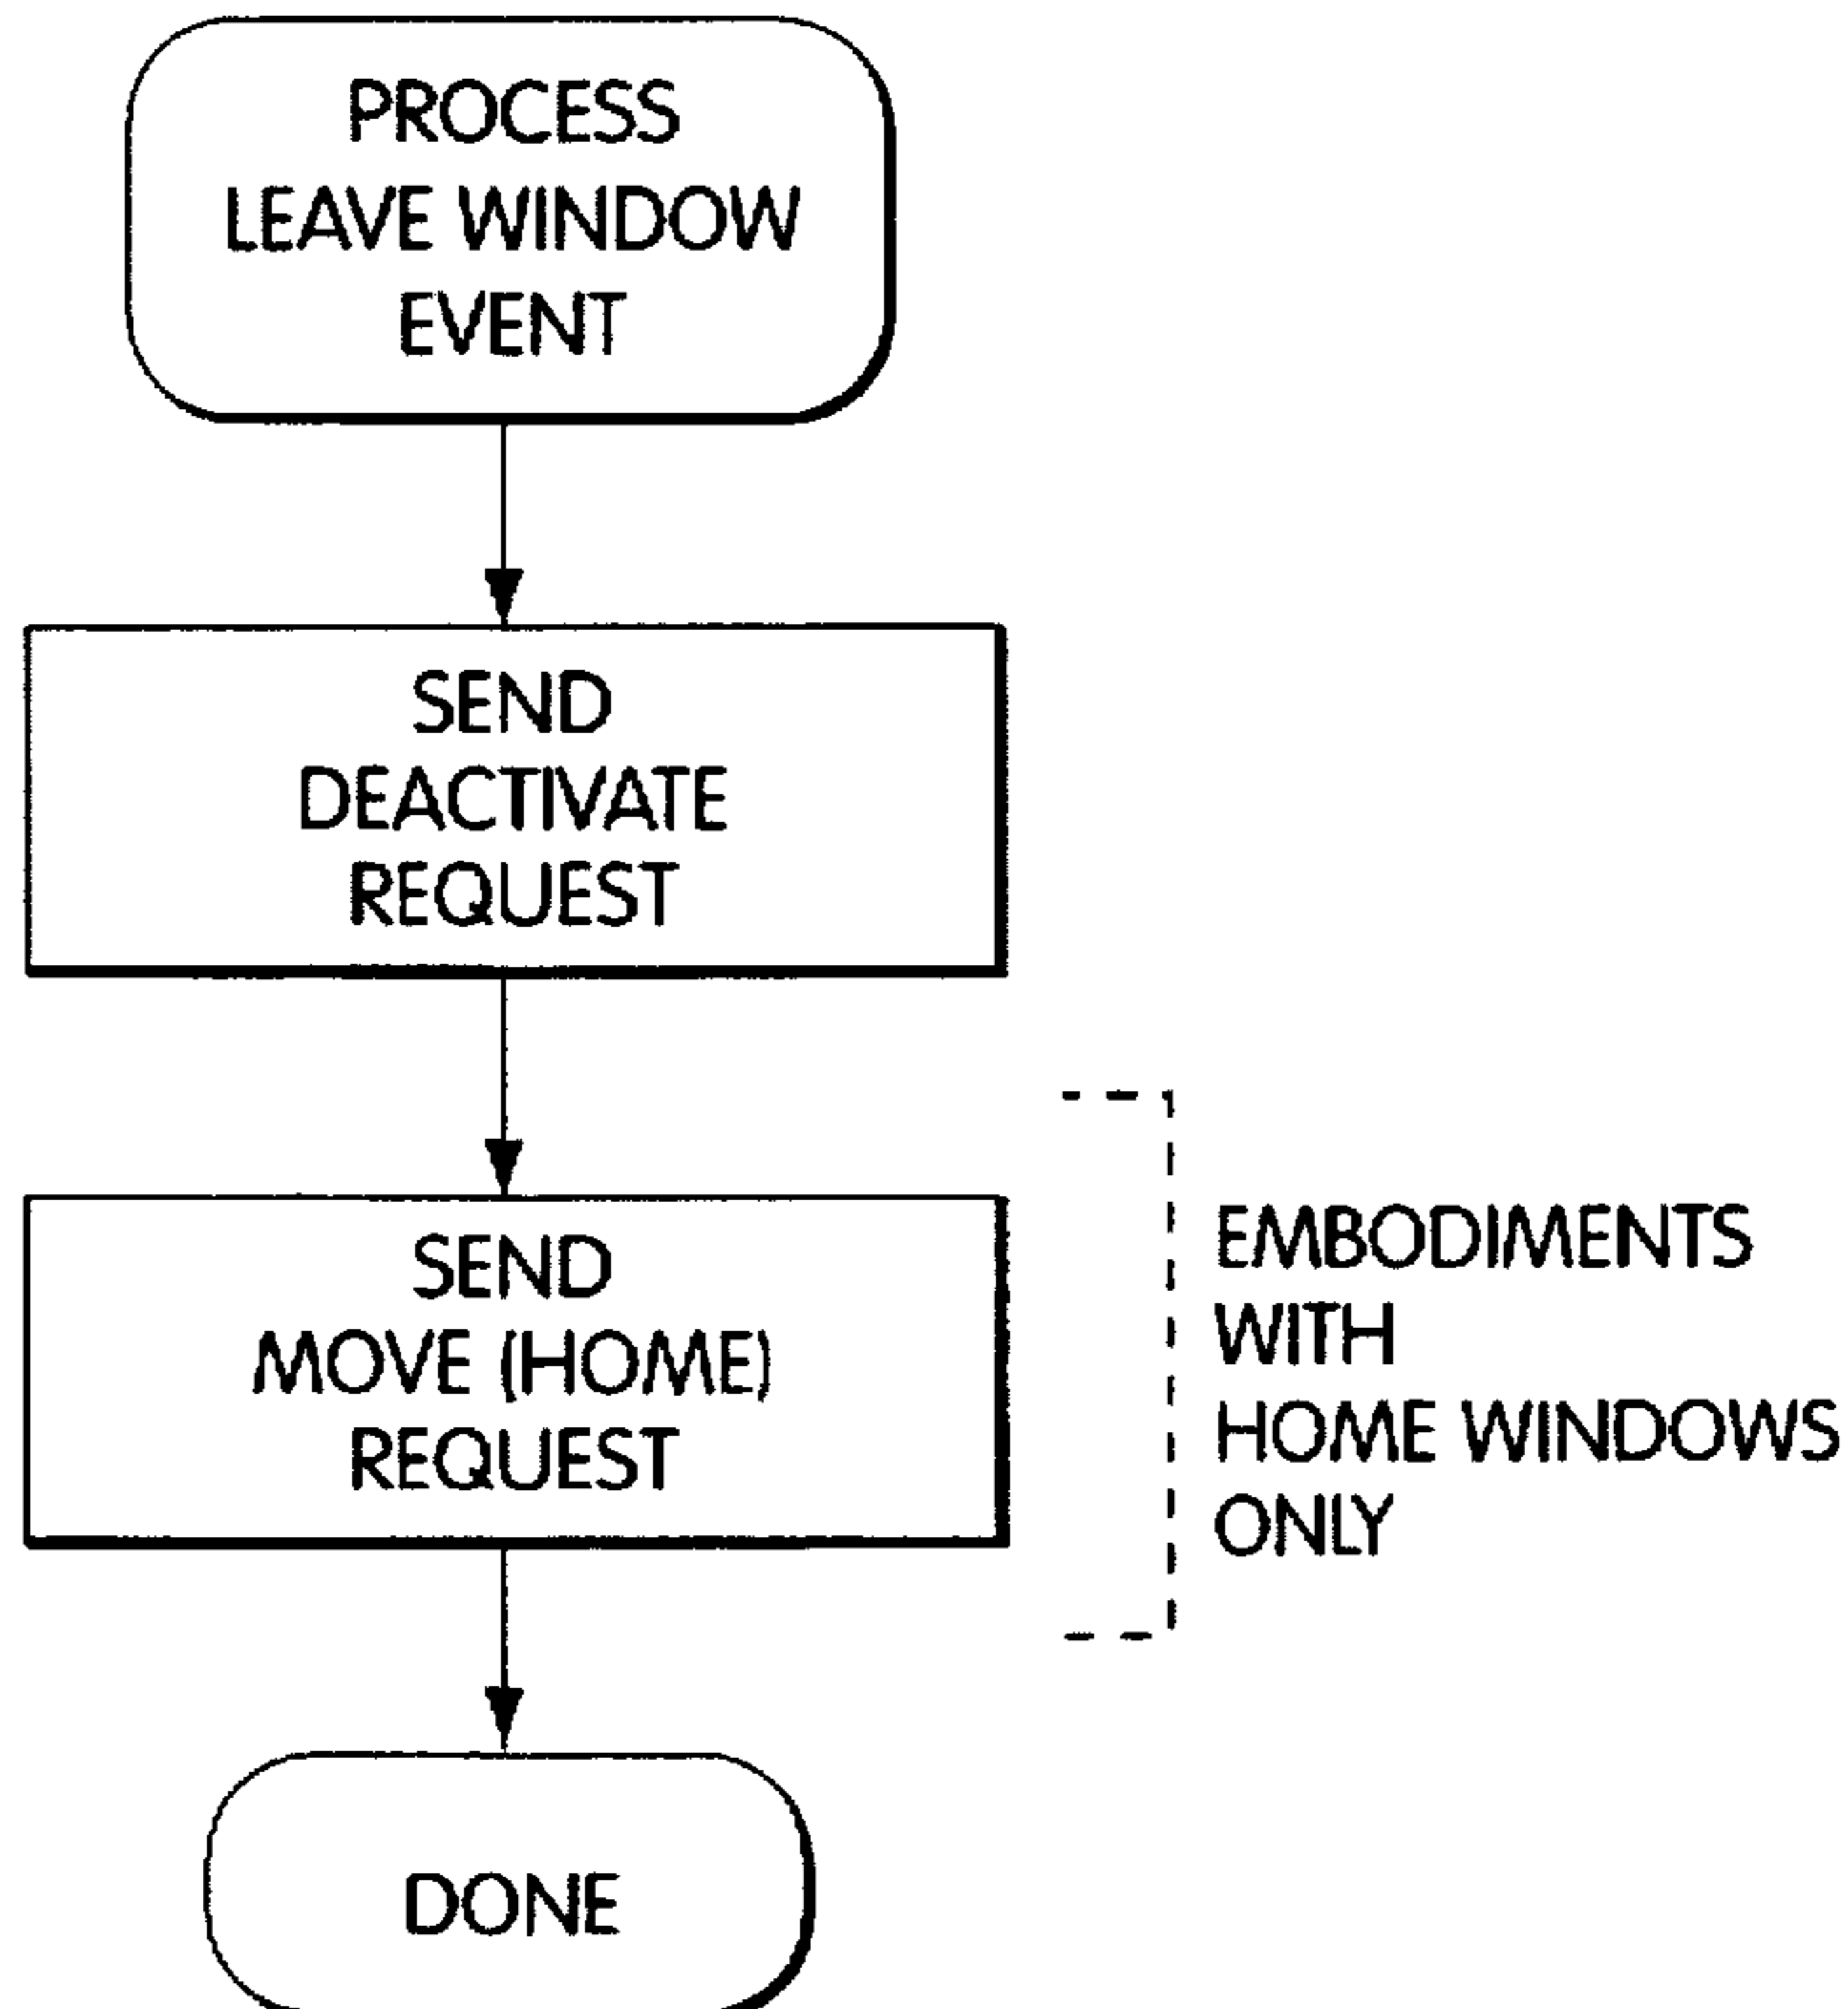 PROCESS
LEAVE WINDOW
EVENT
SEND
DEACTIVATE
REQUEST
SEND
MOVE (HOME)
REQUEST
EMBODIMENTS
WITH
HOME WINDOWS
ONLY
DONE